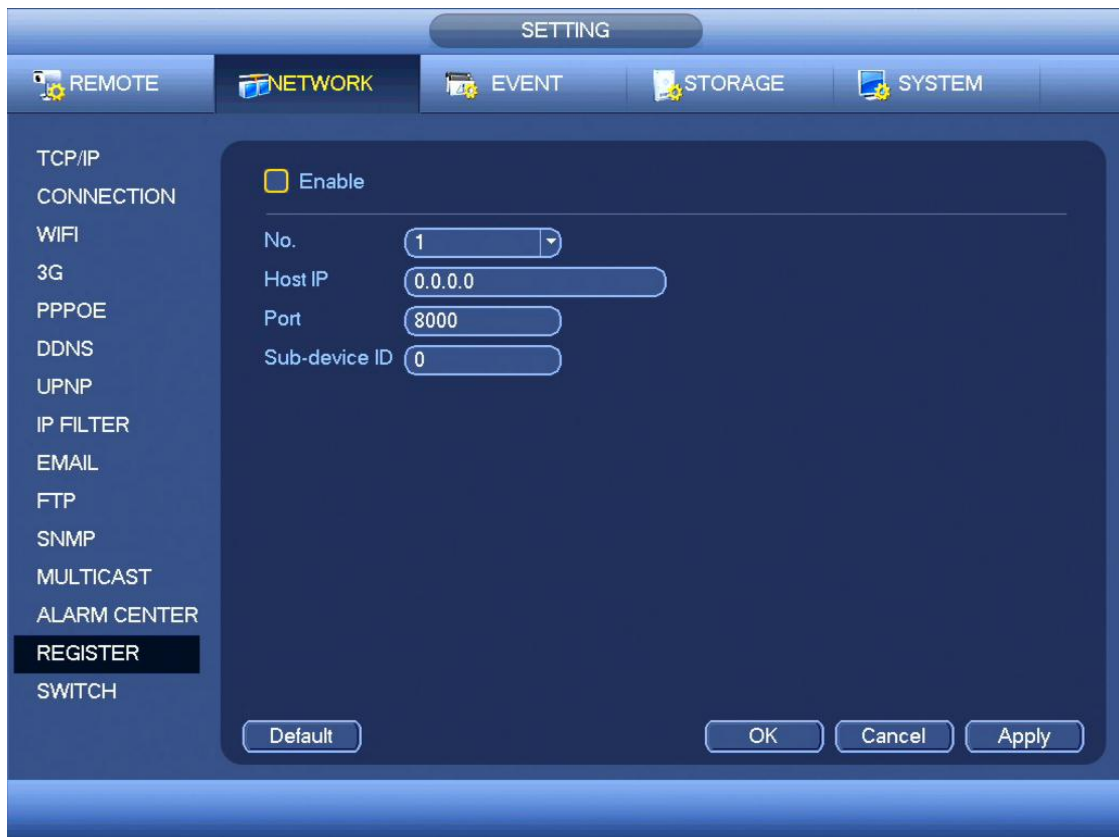 SETTING
REMOTE
NETWORK
EVENT
STORAGE
SYSTEM
TCP/IP
CONNECTION
WIFI
3G
PPPOE
DDNS
UPNP
IP FILTER
EMAIL
FTP
SNMP
MULTICAST
ALARM CENTER
REGISTER
SWITCH
Enable
No. 1
Host IP 0.0.0.0
Port 8000
Sub-device ID 0
Default
OK
Cancel
Apply